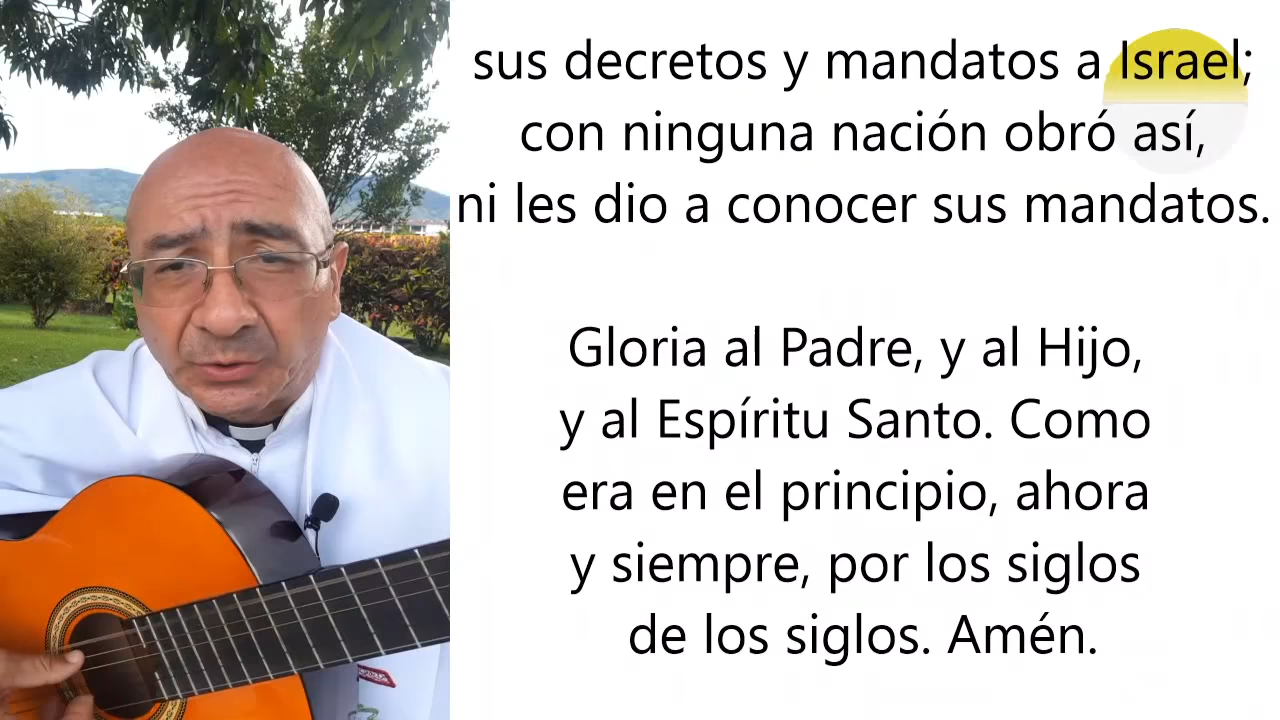 sus decretos y mandatos a Israel;
con ninguna nación obró así,
ni les dio a conocer sus mandatos.
Gloria al Padre, y al Hijo,
y al Espíritu Santo. Como
era en el principio, ahora
y siempre, por los siglos
de los siglos. Amén.